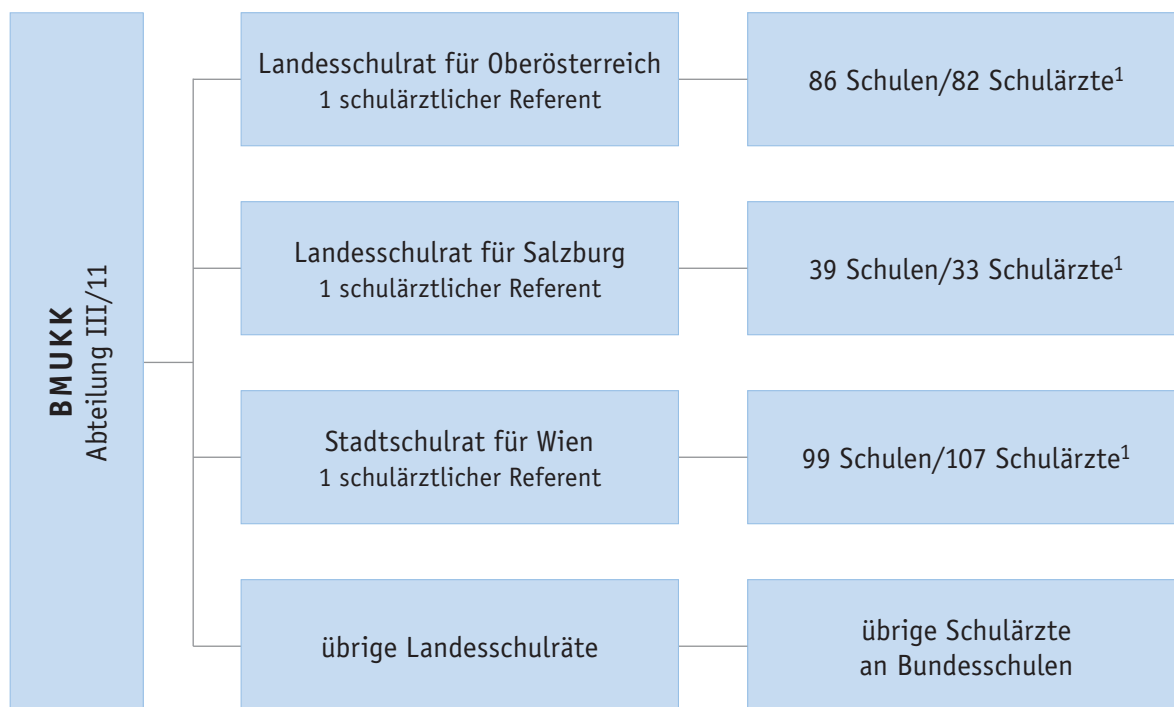 BMUKK
Abteilung III/11
Landesschulrat für Oberösterreich
1 schulärztlicher Referent
86 Schulen/82 Schulärzte¹
Landesschulrat für Salzburg
1 schulärztlicher Referent
39 Schulen/33 Schulärzte¹
Stadtschulrat für Wien
1 schulärztlicher Referent
99 Schulen/107 Schulärzte¹
übrige Landesschulräte
übrige Schulärzte
an Bundesschulen